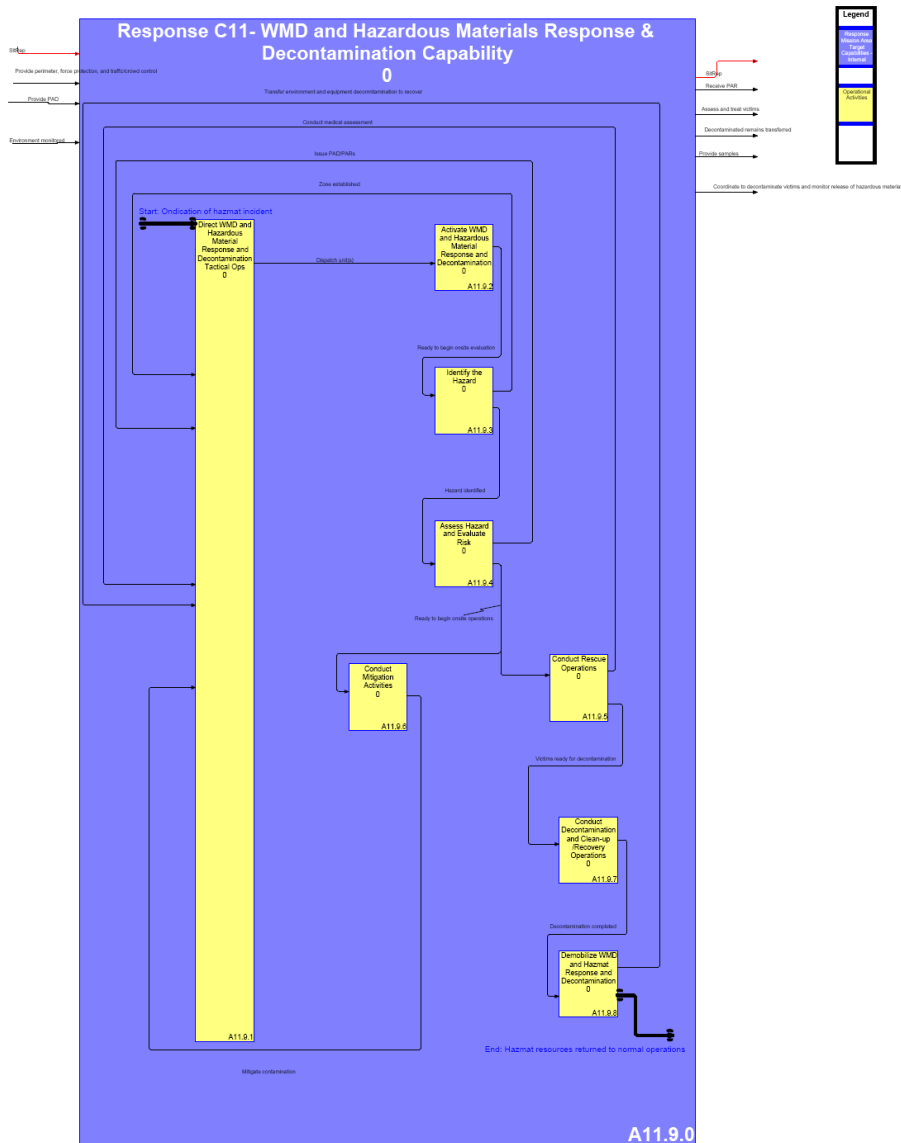 Response C11- WMD and Hazardous Materials Response &
Decontamination Capability
0
Legend
Response
Mission Area
Target
Capabilities -
Internal
Operational
Activities
SitRep
Provide perimeter, force protection, and traffic/crowd control
Provide PAD
Environment monitored
SitRep
Receive PAR
Assess and treat victims
Decontaminated remains transferred
Provide samples
Coordinate to decontaminate victims and monitor release of hazardous material
Transfer environment and equipment decomntamination to recover
Conduct medical assessment
Issue PAD/PARs
Zone established
Start: Ondication of hazmat incident
Direct WMD and
Hazardous
Material
Response and
Decontamination
Tactical Ops
0
A11.9.1
Dispatch unit(s)
Activate WMD
and Hazardous
Material
Response and
Decontamination
0
A11.9.2
Ready to begin onsite evaluation
Identify the
Hazard
0
A11.9.3
Hazard identified
Assess Hazard
and Evaluate
Risk
0
A11.9.4
Ready to begin onsite operations
Conduct
Mitigation
Activities
0
A11.9.6
Conduct Rescue
Operations
0
A11.9.5
Victims ready for decontamination
Conduct
Decontamination
and Clean-up
/Recovery
Operations
0
A11.9.7
Decontamination completed
Demobilize WMD
and Hazmat
Response and
Decontamination
0
A11.9.8
End: Hazmat resources returned to normal operations
Mitigate contamination
A11.9.0